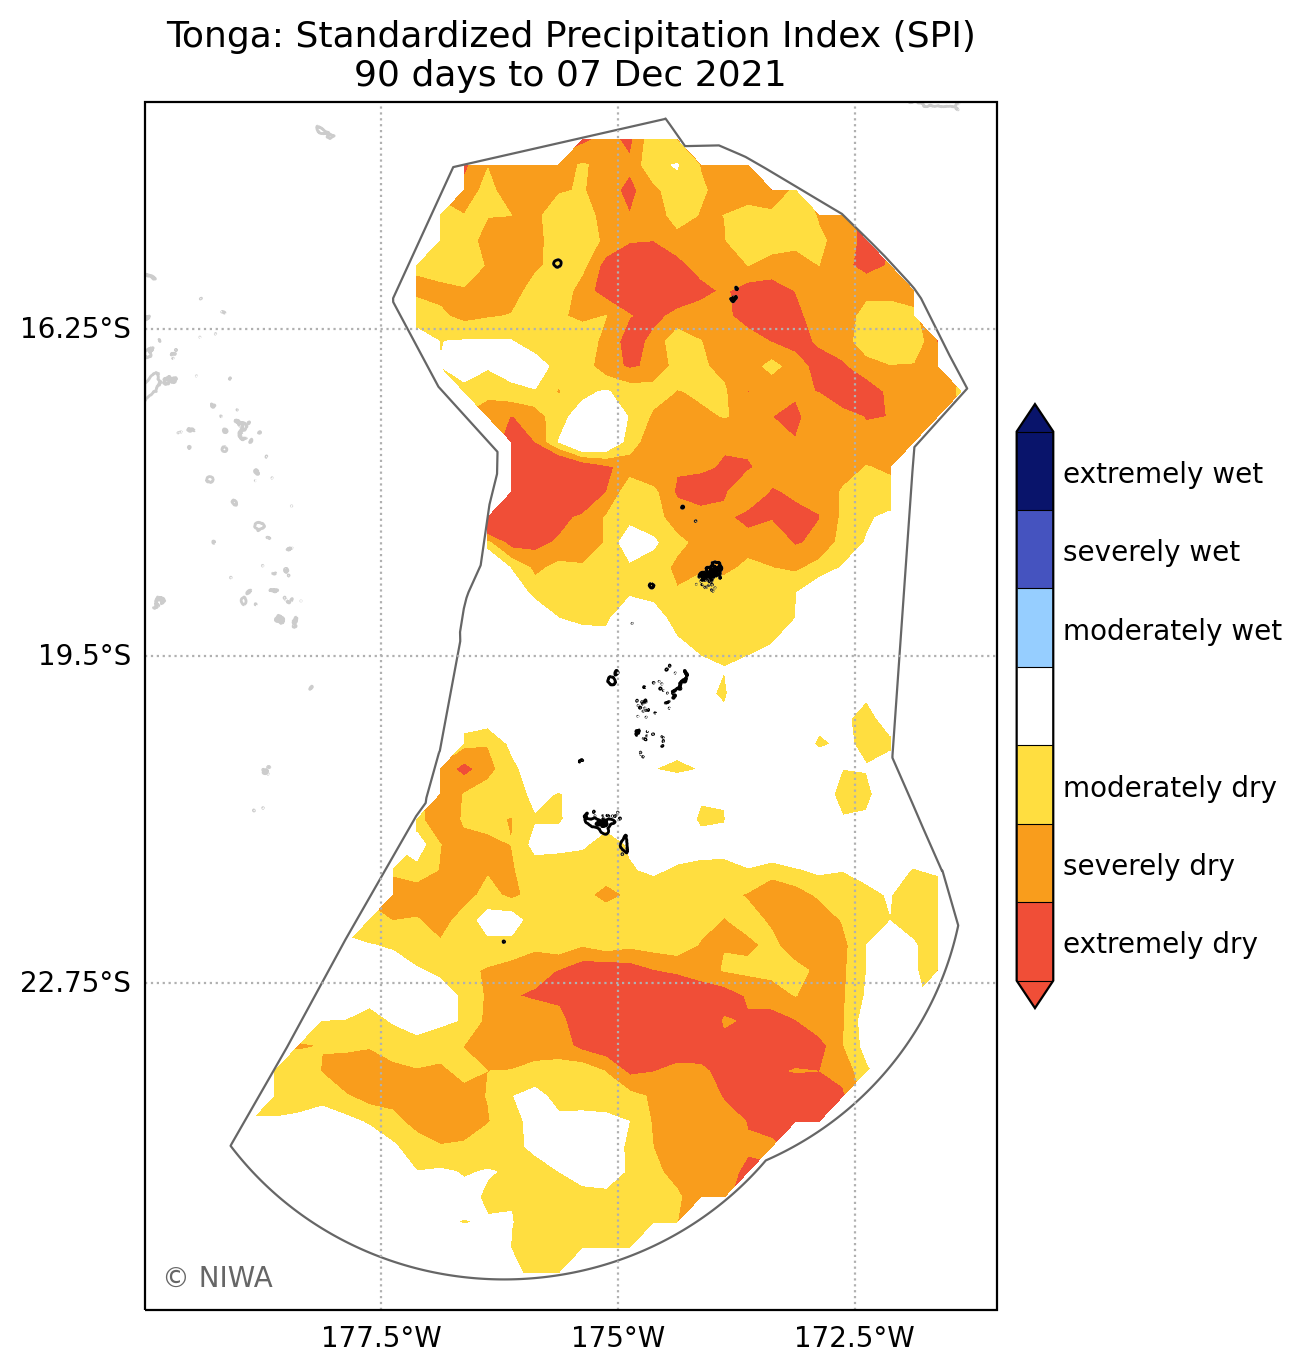 Tonga: Standardized Precipitation Index (SPI)
90 days to 07 Dec 2021
16.25°S
19.5°S
22.75°S
177.5°W
175°W
172.5°W
extremely wet
severely wet
moderately wet
moderately dry
severely dry
extremely dry
© NIWA